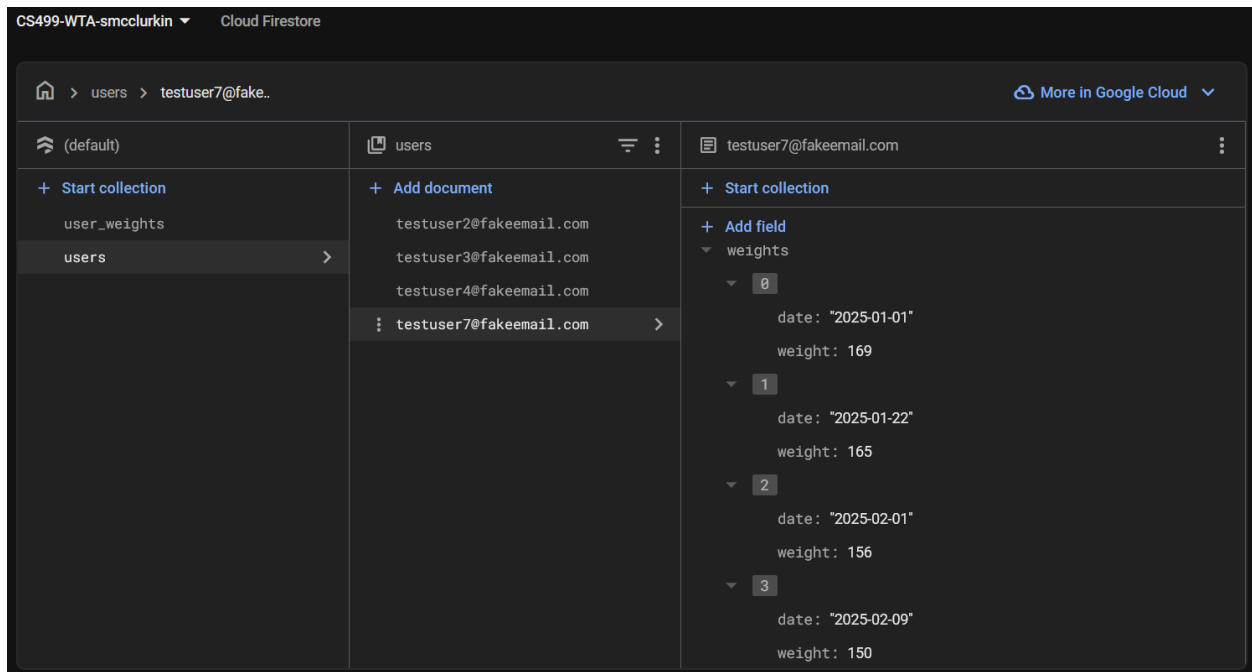 CS499-WTA-smcclurkin Cloud Firestore
users testuser7@fake..
More in Google Cloud
(default)
users
testuser7@fakeemail.com
+ Start collection
user_weights
users
+ Add document
testuser2@fakeemail.com
testuser3@fakeemail.com
testuser4@fakeemail.com
testuser7@fakeemail.com
+ Start collection
+ Add field
weights
0
date: "2025-01-01"
weight: 169
1
date: "2025-01-22"
weight: 165
2
date: "2025-02-01"
weight: 156
3
date: "2025-02-09"
weight: 150